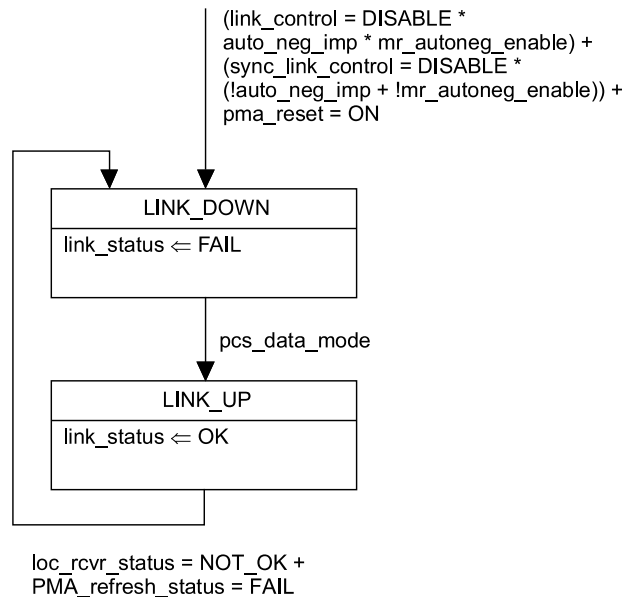 (link_control = DISABLE *
auto_neg_imp * mr_autoneg_enable) +
(sync_link_control = DISABLE *
(!auto_neg_imp + !mr_autoneg_enable)) +
pma_reset = ON
LINK_DOWN
link_status ⇐ FAIL
pcs_data_mode
LINK_UP
link_status ⇐ OK
loc_rcvr_status = NOT_OK +
PMA_refresh_status = FAIL